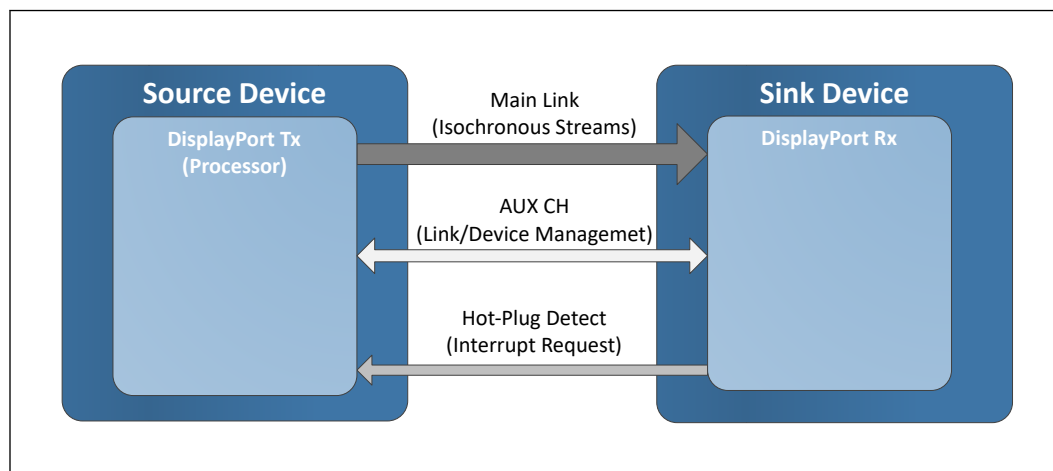 Source Device
DisplayPort Tx
(Processor)
Main Link
(Isochronous Streams)
AUX CH
(Link/Device Managemet)
Hot-Plug Detect
(Interrupt Request)
Sink Device
DisplayPort Rx